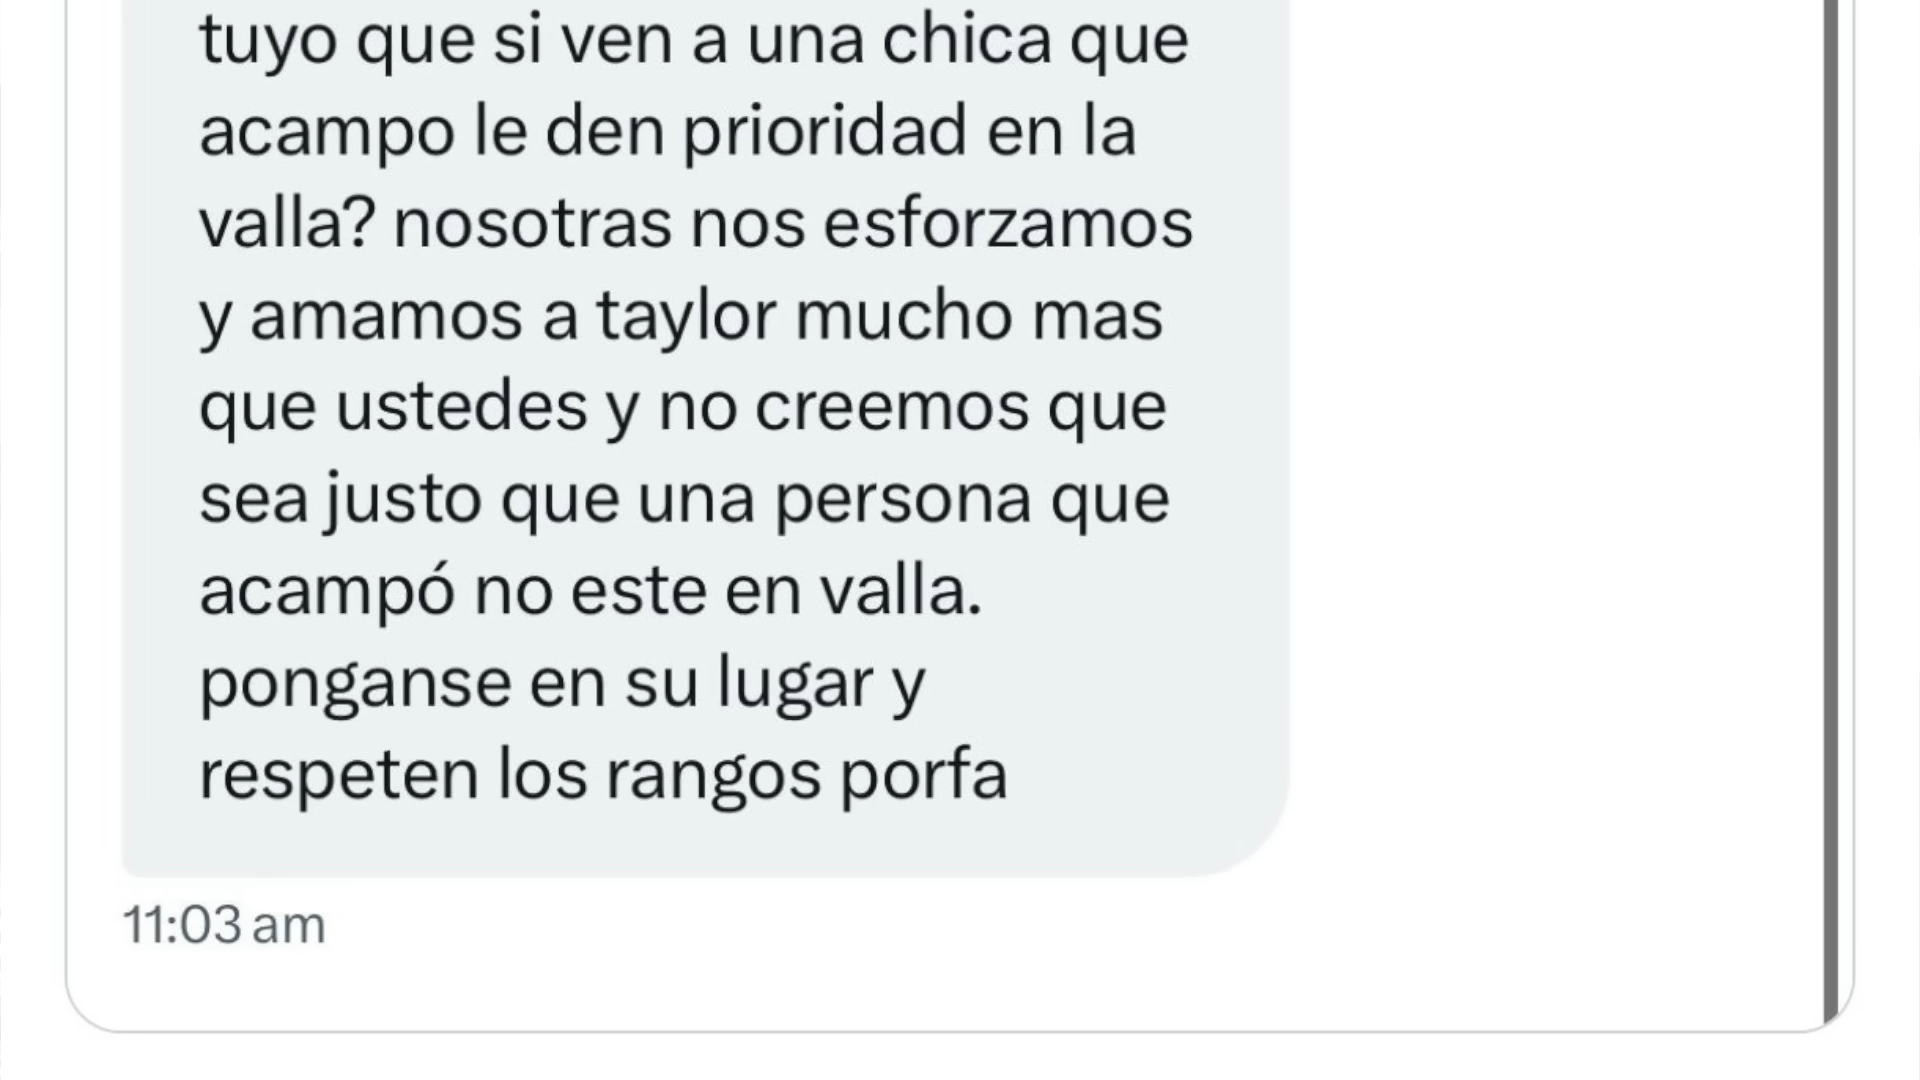 tuyo que si ven a una chica que
acampo le den prioridad en la
valla? nosotras nos esforzamos
y amamos a taylor mucho mas
que ustedes y no creemos que
sea justo que una persona que
acampó no este en valla.
ponganse en su lugar y
respeten los rangos porfa
11:03 am